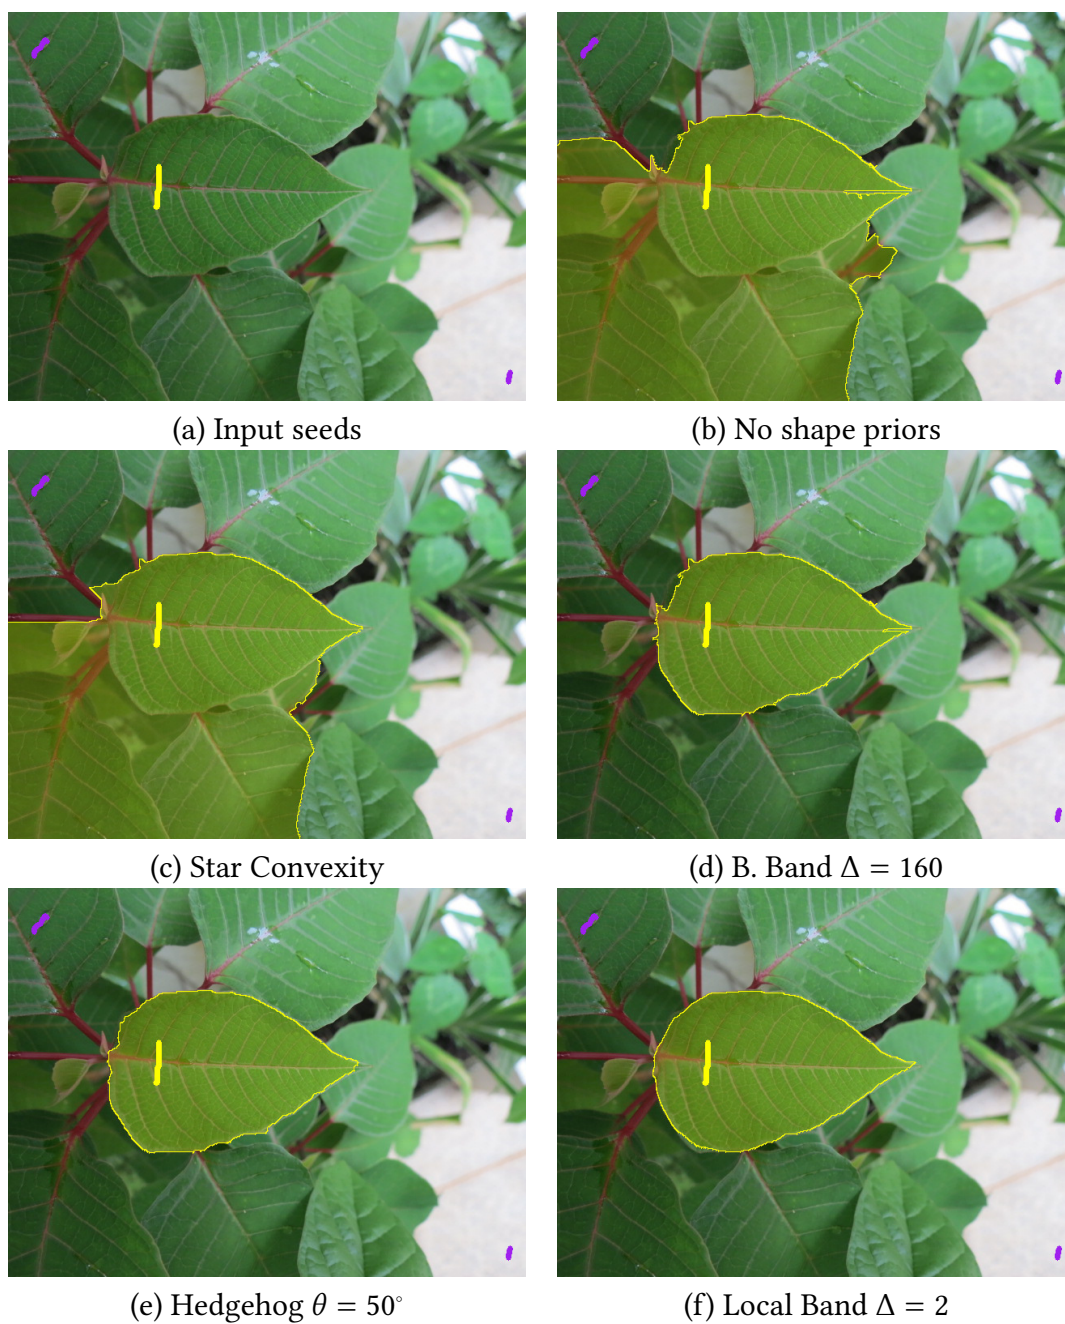 (a) Input seeds
(b) No shape priors
(c) Star Convexity
(d) B. Band Δ = 160
(e) Hedgehog θ = 50°
(f) Local Band Δ = 2